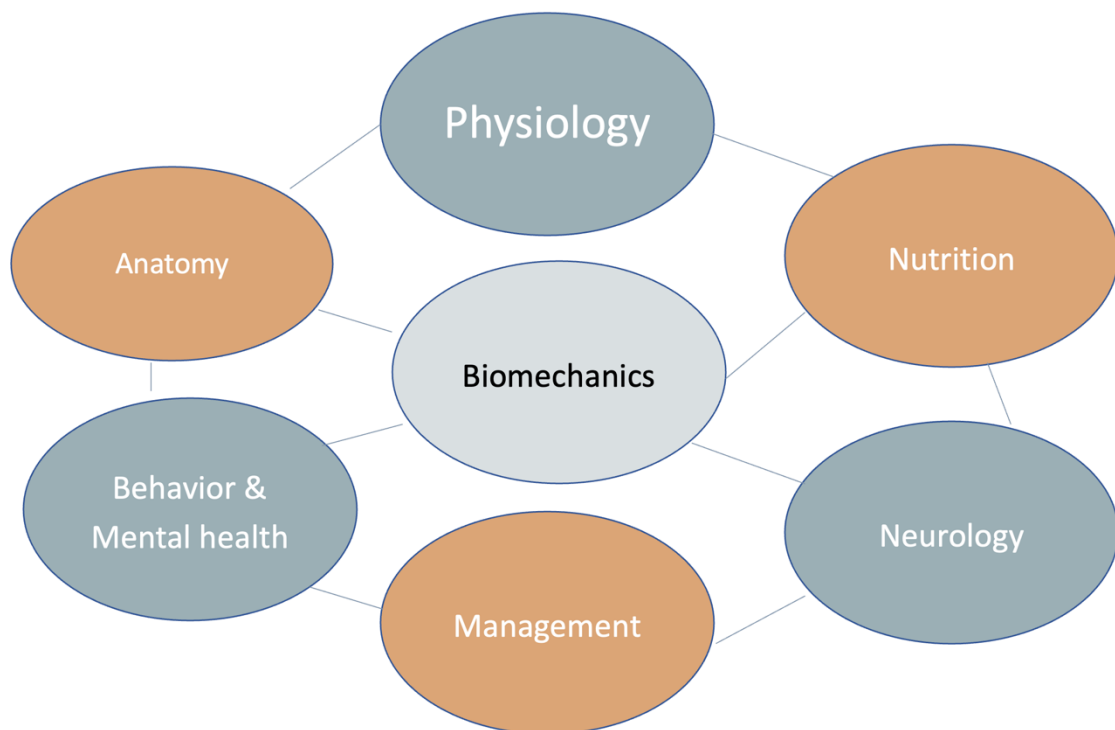 Physiology
Anatomy
Nutrition
Biomechanics
Behavior &
Mental health
Neurology
Management